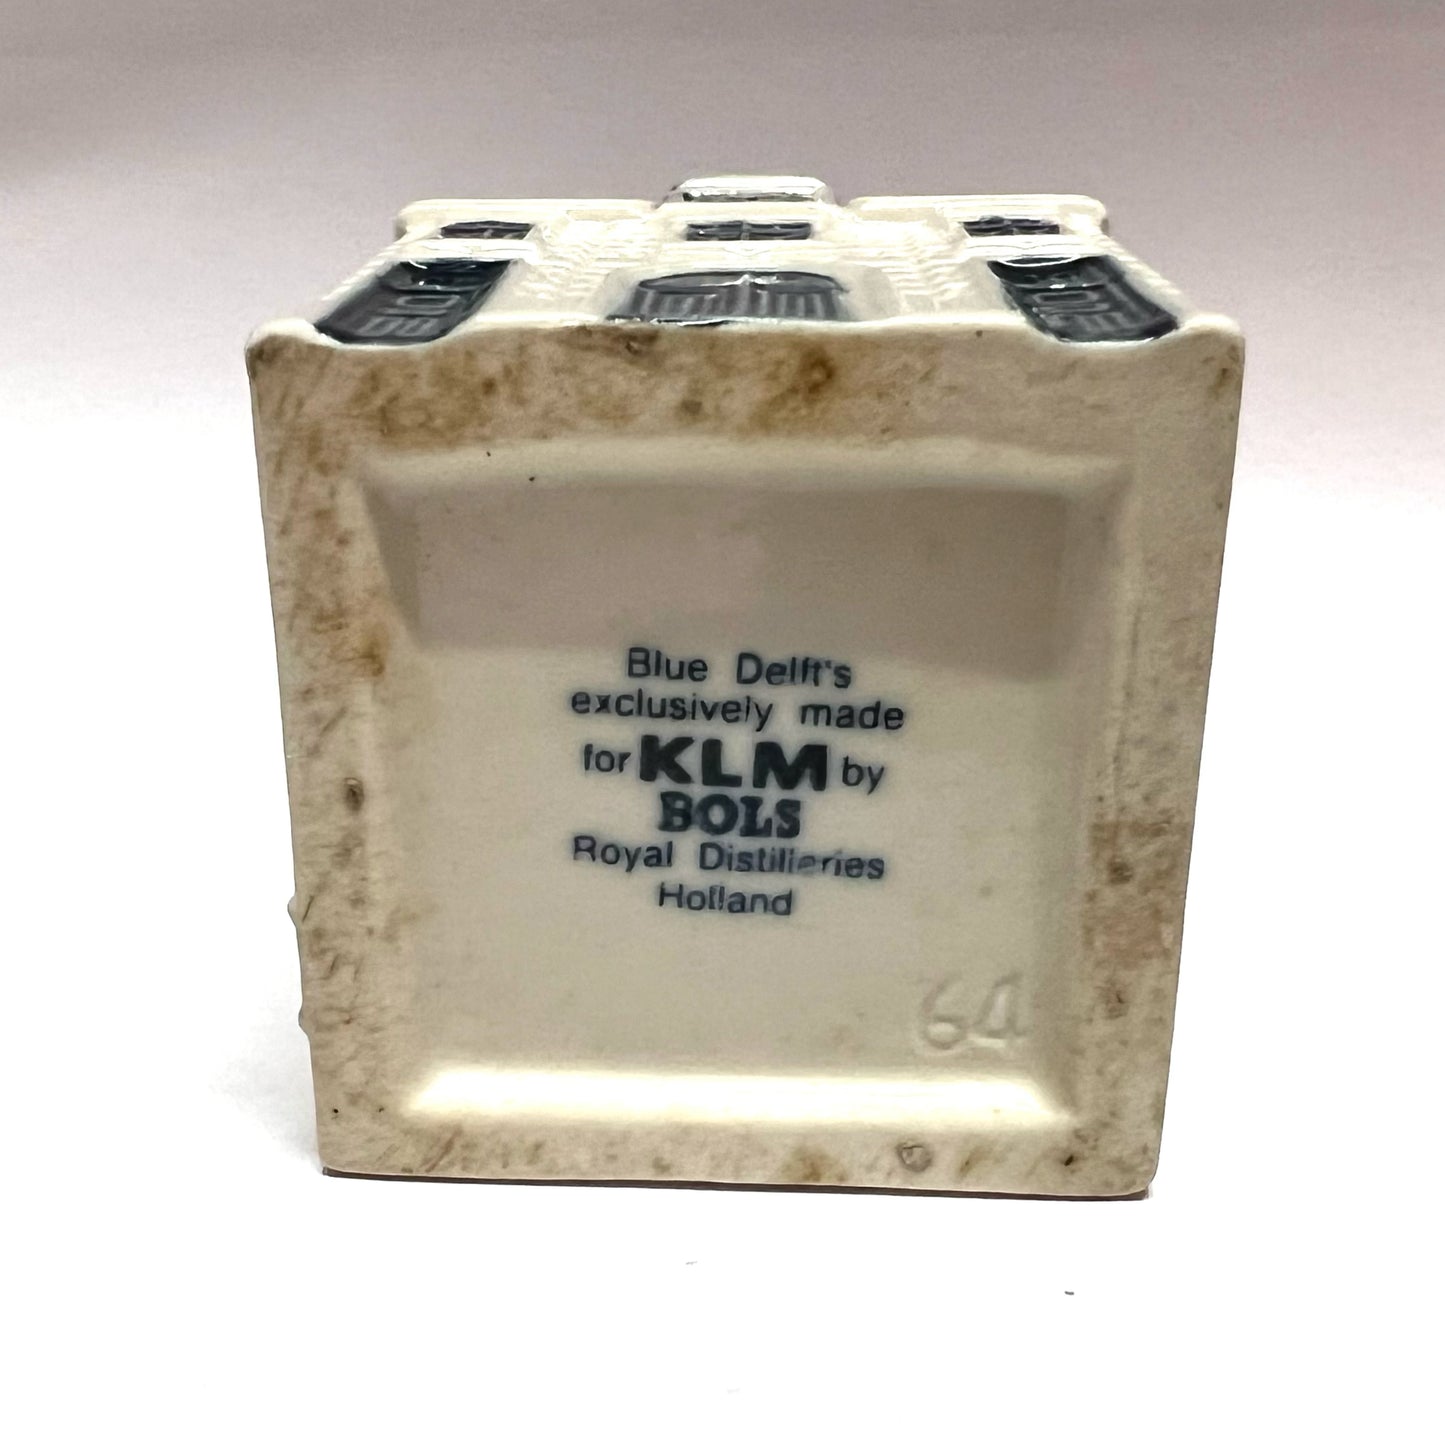 Blue Delft's
exclusively made
for KLM by
BOLS
Royal Distilleries
Holland
64